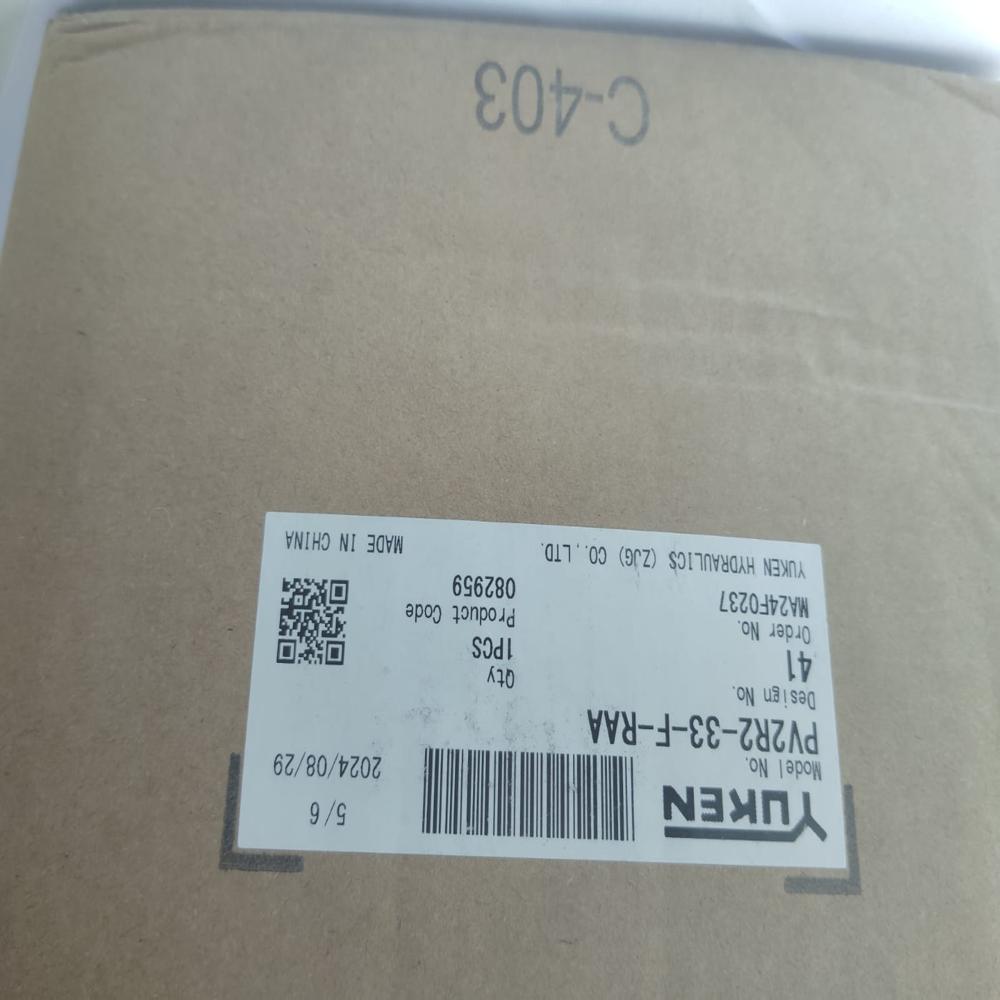 YUKEN
5/6
Model No.
2024/08/29
PV2R2-33-F-RAA
Design No.
Qty
41
1PCS
Order No.
Product Code
MA24F0237
082959
YUKEN HYDRAULICS (ZJG) CO., LTD.
MADE IN CHINA
C-403